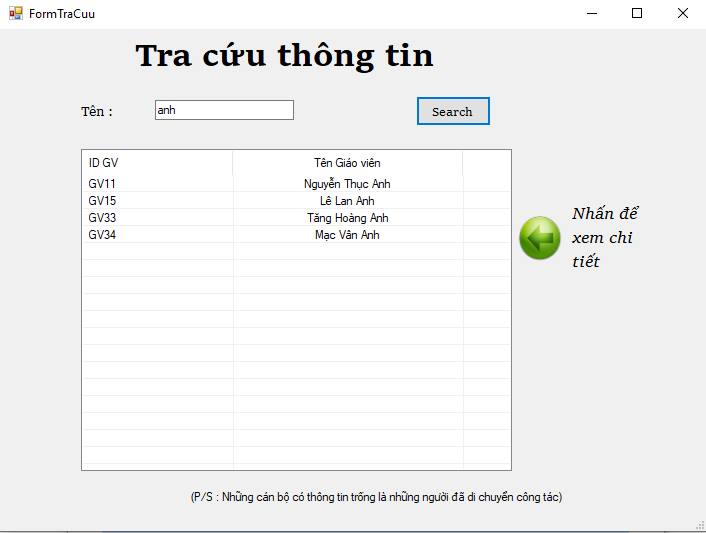 FormTraCuu
Tra cứu thông tin
Tên :
anh
Search
ID GV
Tên Giáo viên
GV11
Nguyễn Thục Anh
GV15
Lê Lan Anh
GV33
Tăng Hoàng Anh
GV34
Mạc Vân Anh
Nhấn để
xem chi
tiết
(P/S : Những cán bộ có thông tin trống là những người đã di chuyển công tác)